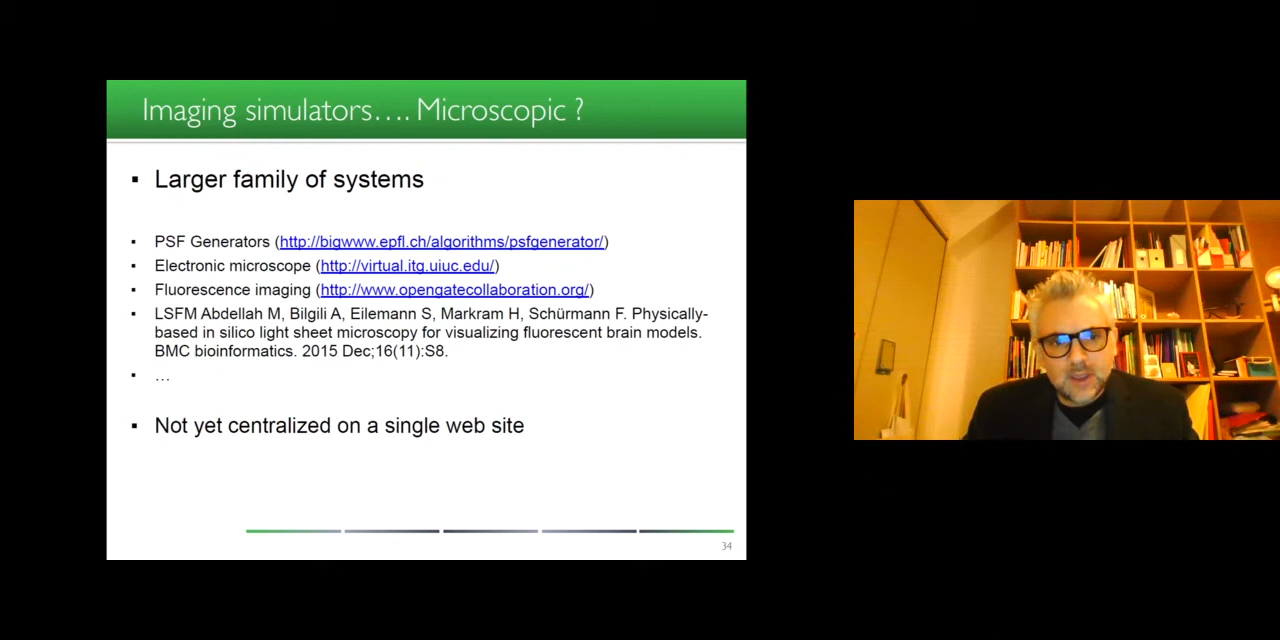 Imaging simulators.... Microscopic ?
▪ Larger family of systems
▪ PSF Generators (http://bigwww.epfl.ch/algorithms/psfgenerator/)
▪ Electronic microscope (http://virtual.itg.uiuc.edu/)
▪ Fluorescence imaging (http://www.opengatecollaboration.org/)
▪ LSFM Abdellah M, Bilgili A, Eilemann S, Markram H, Schürmann F. Physically-
based in silico light sheet microscopy for visualizing fluorescent brain models.
BMC bioinformatics. 2015 Dec;16(11):S8.
▪ …
▪ Not yet centralized on a single web site
34